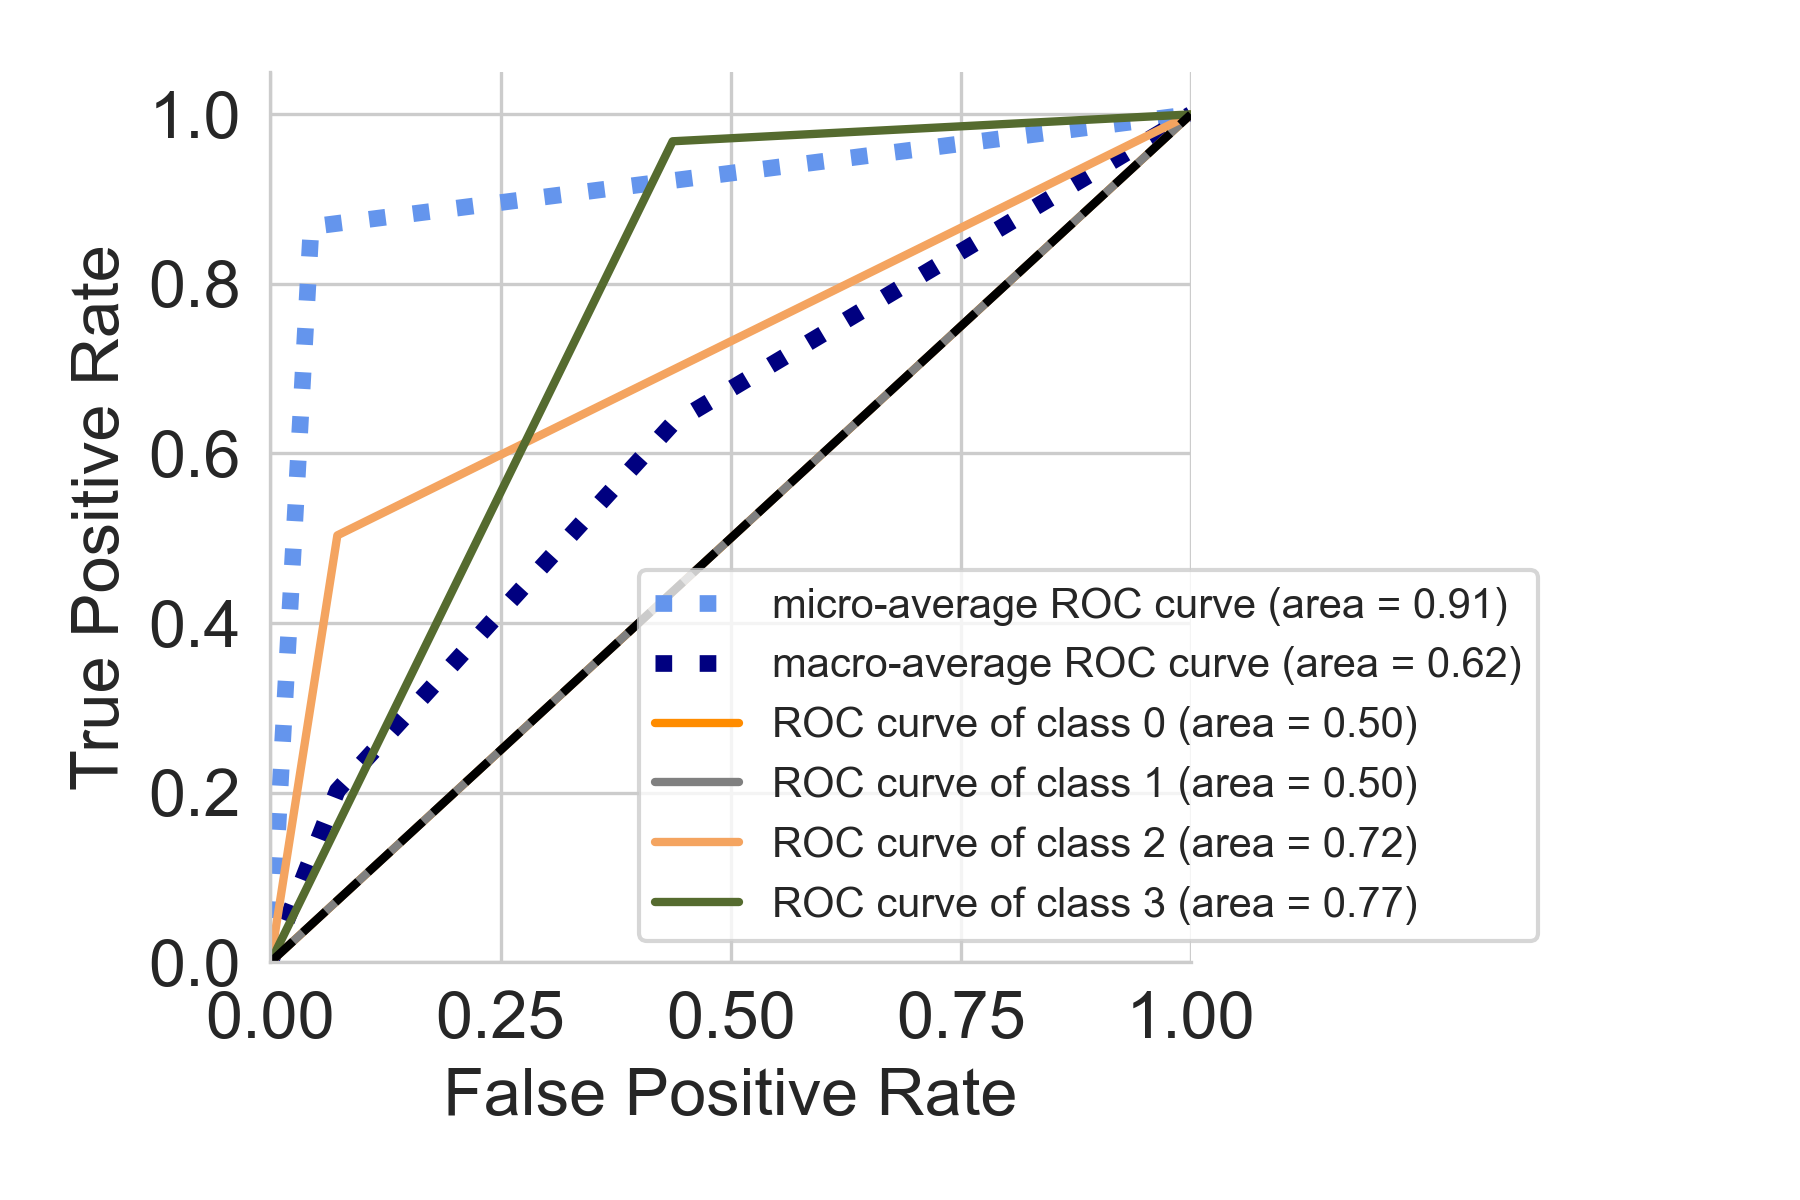 True Positive Rate
1.0
0.8
0.6
0.4
0.2
0.0
0.00 0.25 0.50 0.75 1.00
False Positive Rate
micro-average ROC curve (area = 0.91)
macro-average ROC curve (area = 0.62)
ROC curve of class 0 (area = 0.50)
ROC curve of class 1 (area = 0.50)
ROC curve of class 2 (area = 0.72)
ROC curve of class 3 (area = 0.77)